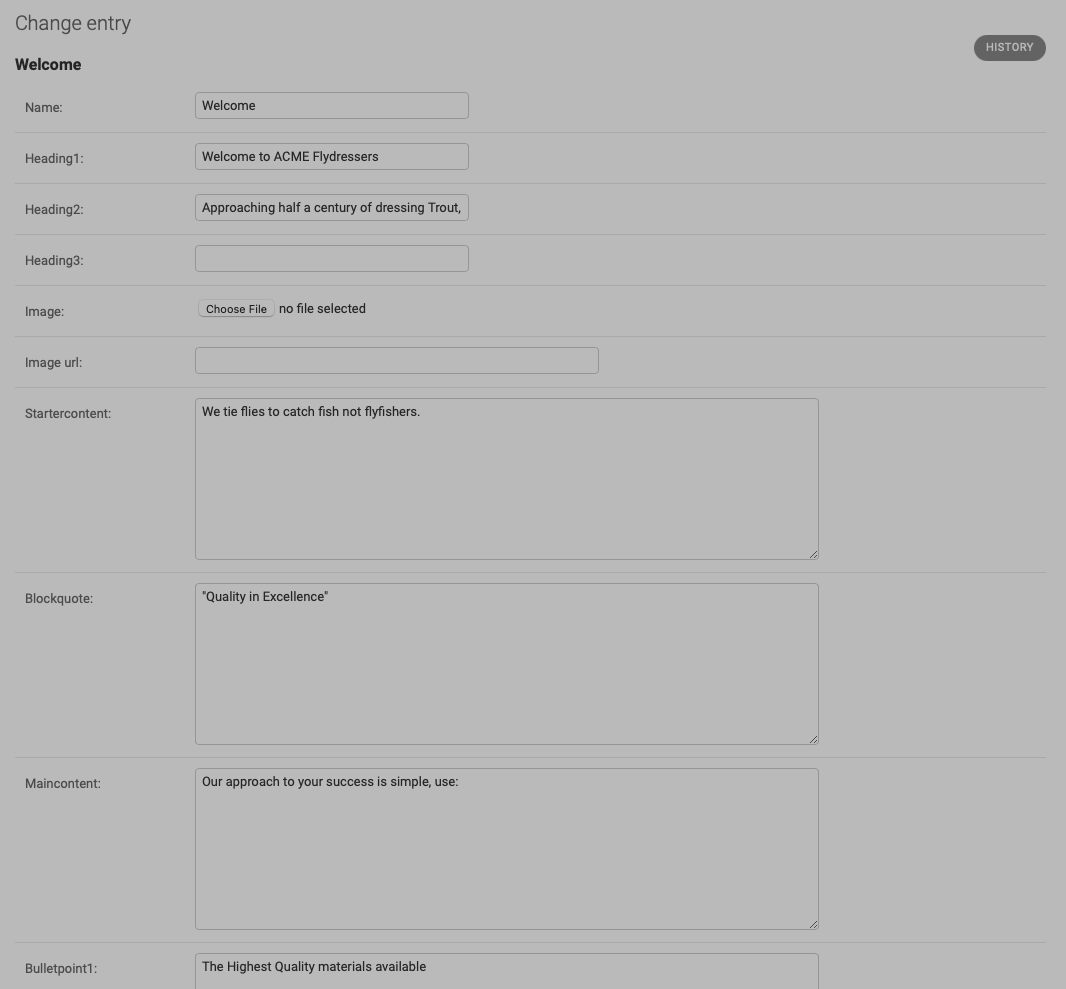 Change entry
HISTORY
Welcome
Name: Welcome
Heading1: Welcome to ACME Flydressers
Heading2: Approaching half a century of dressing Trout,
Heading3:
Image: Choose File no file selected
Image url:
Startercontent: We tie flies to catch fish not flyfishers.
Blockquote: "Quality in Excellence"
Maincontent: Our approach to your success is simple, use:
Bulletpoint1: The Highest Quality materials available